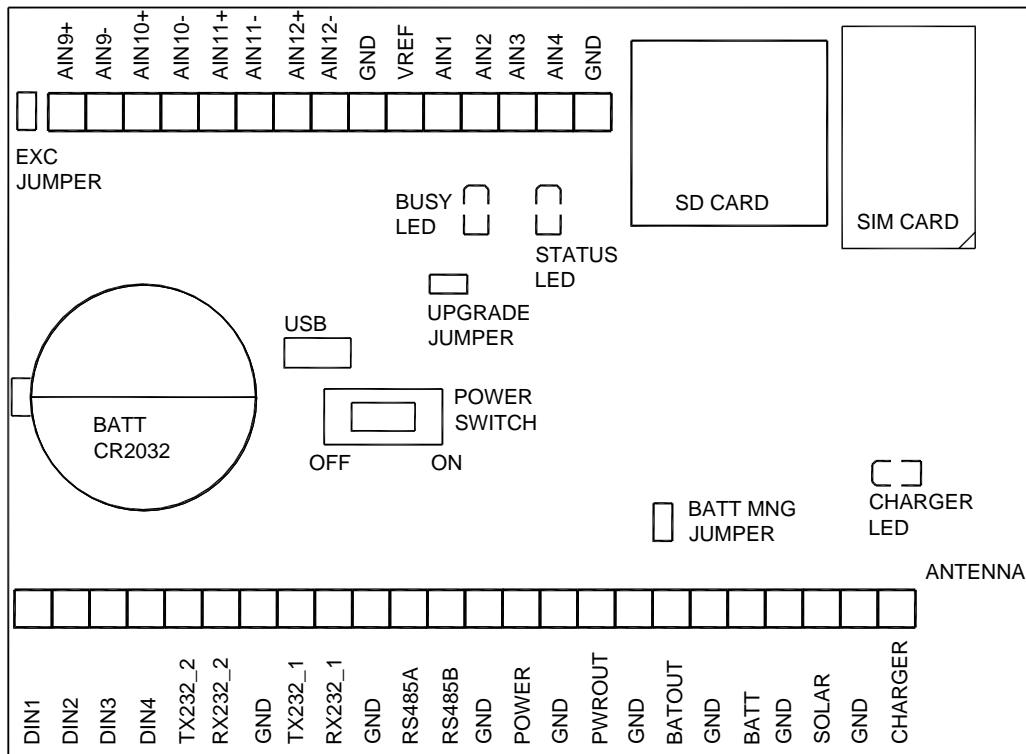 AIN9+
AIN9-
AIN10+
AIN10-
AIN11+
AIN11-
AIN12+
AIN12-
GND
VREF
AIN1
AIN2
AIN3
AIN4
GND
EXC
JUMPER
SD CARD
SIM CARD
BUSY
LED
STATUS
LED
UPGRADE
JUMPER
USB
POWER
SWITCH
OFF
ON
BATT
CR2032
BATT MNG
JUMPER
CHARGER
LED
ANTENNA
DIN1
DIN2
DIN3
DIN4
TX232_2
RX232_2
GND
TX232_1
RX232_1
GND
RS485A
RS485B
GND
POWER
GND
PWROUT
GND
BATOUT
GND
BATT
GND
SOLAR
GND
CHARGER